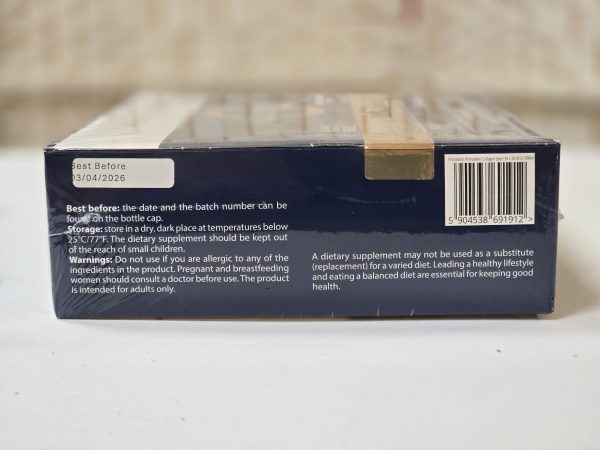 Best Before
03/04/2026
Best before: the date and the batch number can be
found on the bottle cap.
Storage: store in a dry, dark place at temperatures below
25°C/77°F. The dietary supplement should be kept out
of the reach of small children.
Warnings: Do not use if you are allergic to any of the
ingredients in the product. Pregnant and breastfeeding
women should consult a doctor before use. The product
is intended for adults only.
5 904538 691912 >
A dietary supplement may not be used as a substitute
(replacement) for a varied diet. Leading a healthy lifestyle
and eating a balanced diet are essential for keeping good
health.